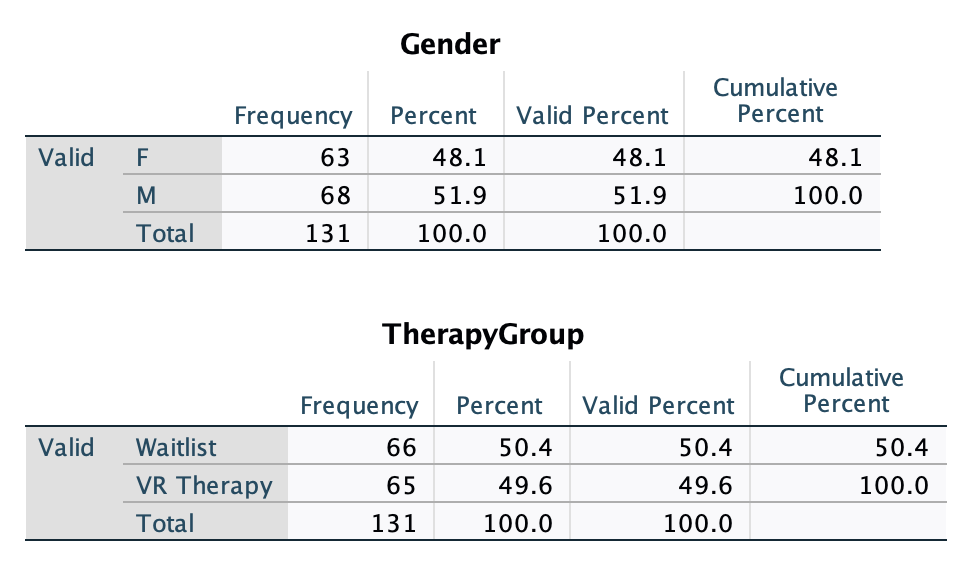 Gender
Frequency Percent Valid Percent Cumulative Percent
Valid F 63 48.1 48.1 48.1
M 68 51.9 51.9 100.0
Total 131 100.0 100.0
TherapyGroup
Frequency Percent Valid Percent Cumulative Percent
Valid Waitlist 66 50.4 50.4 50.4
VR Therapy 65 49.6 49.6 100.0
Total 131 100.0 100.0